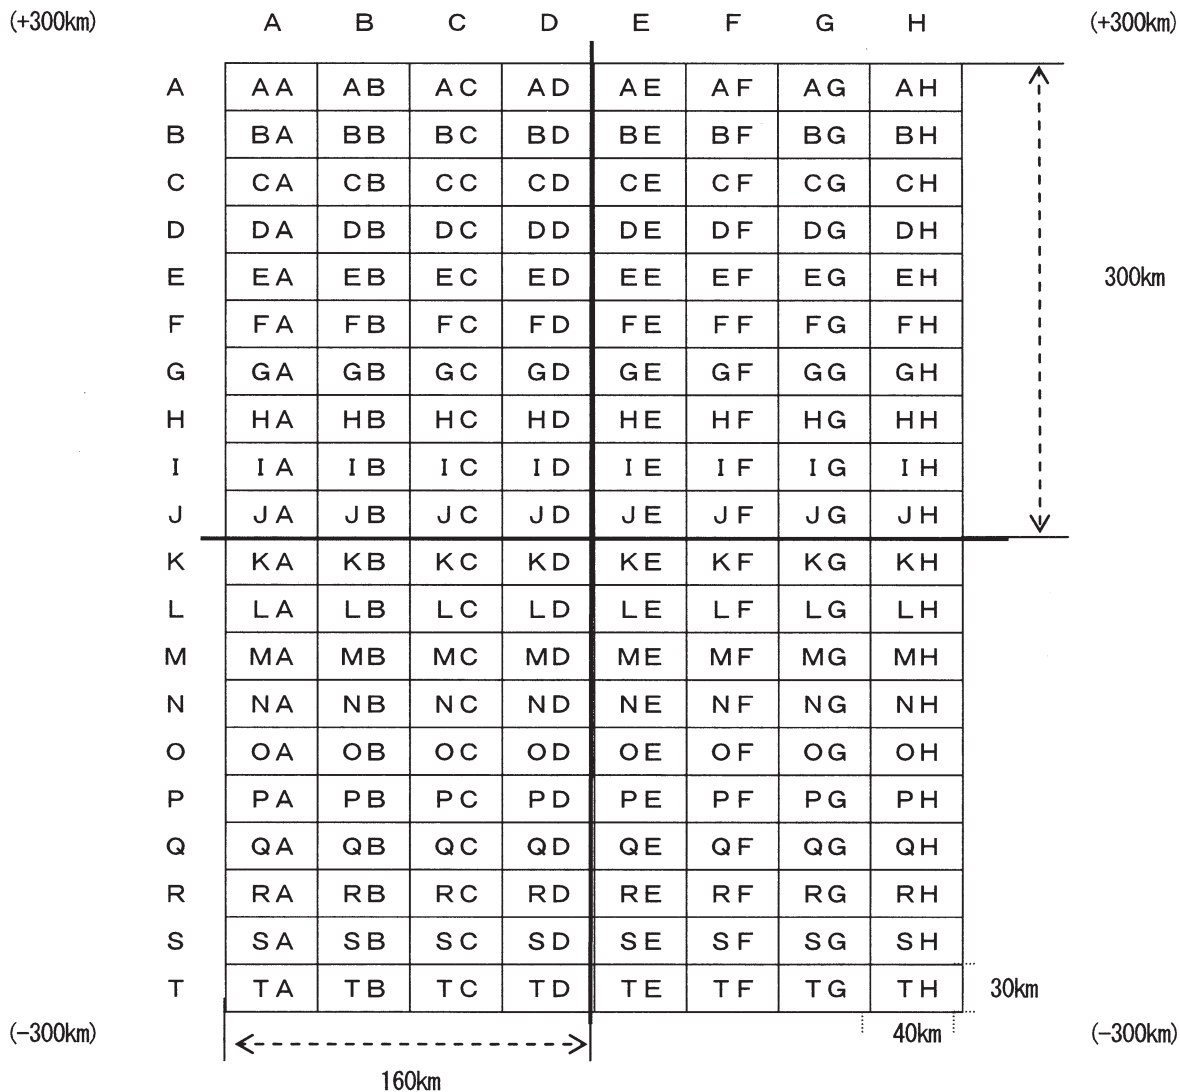 (+300km) A B C D E F G H (+300km)
A AA AB AC AD AE AF AG AH
B BA BB BC BD BE BF BG BH
C CA CB CC CD CE CF CG CH
D DA DB DC DD DE DF DG DH
E EA EB EC ED EE EF EG EH 300km
F FA FB FC FD FE FF FG FH
G GA GB GC GD GE GF GG GH
H HA HB HC HD HE HF HG HH
I IA IB IC ID IE IF IG IH
J JA JB JC JD JE JF JG JH
K KA KB KC KD KE KF KG KH
L LA LB LC LD LE LF LG LH
M MA MB MC MD ME MF MG MH
N NA NB NC ND NE NF NG NH
O OA OB OC OD OE OF OG OH
P PA PB PC PD PE PF PG PH
Q QA QB QC QD QE QF QG QH
R RA RB RC RD RE RF RG RH
S SA SB SC SD SE SF SG SH
T TA TB TC TD TE TF TG TH 30km
(-300km) 40km (-300km)
160km